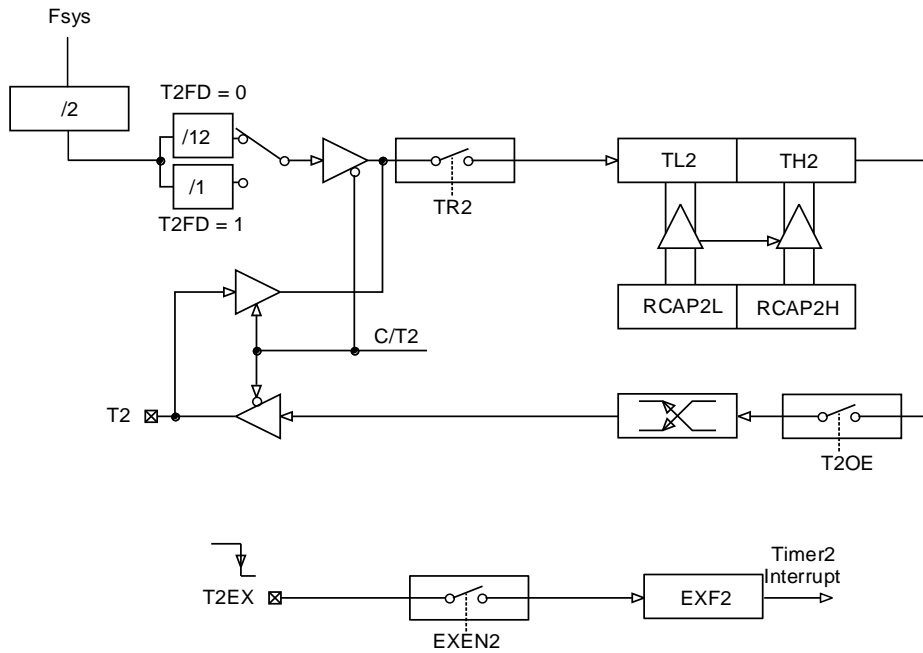 Fsys
/2
T2FD = 0
/12
/1
T2FD = 1
TR2
TL2
TH2
RCAP2L
RCAP2H
C/T2
T2
T2OE
T2EX
EXEN2
EXF2
Timer2
Interrupt